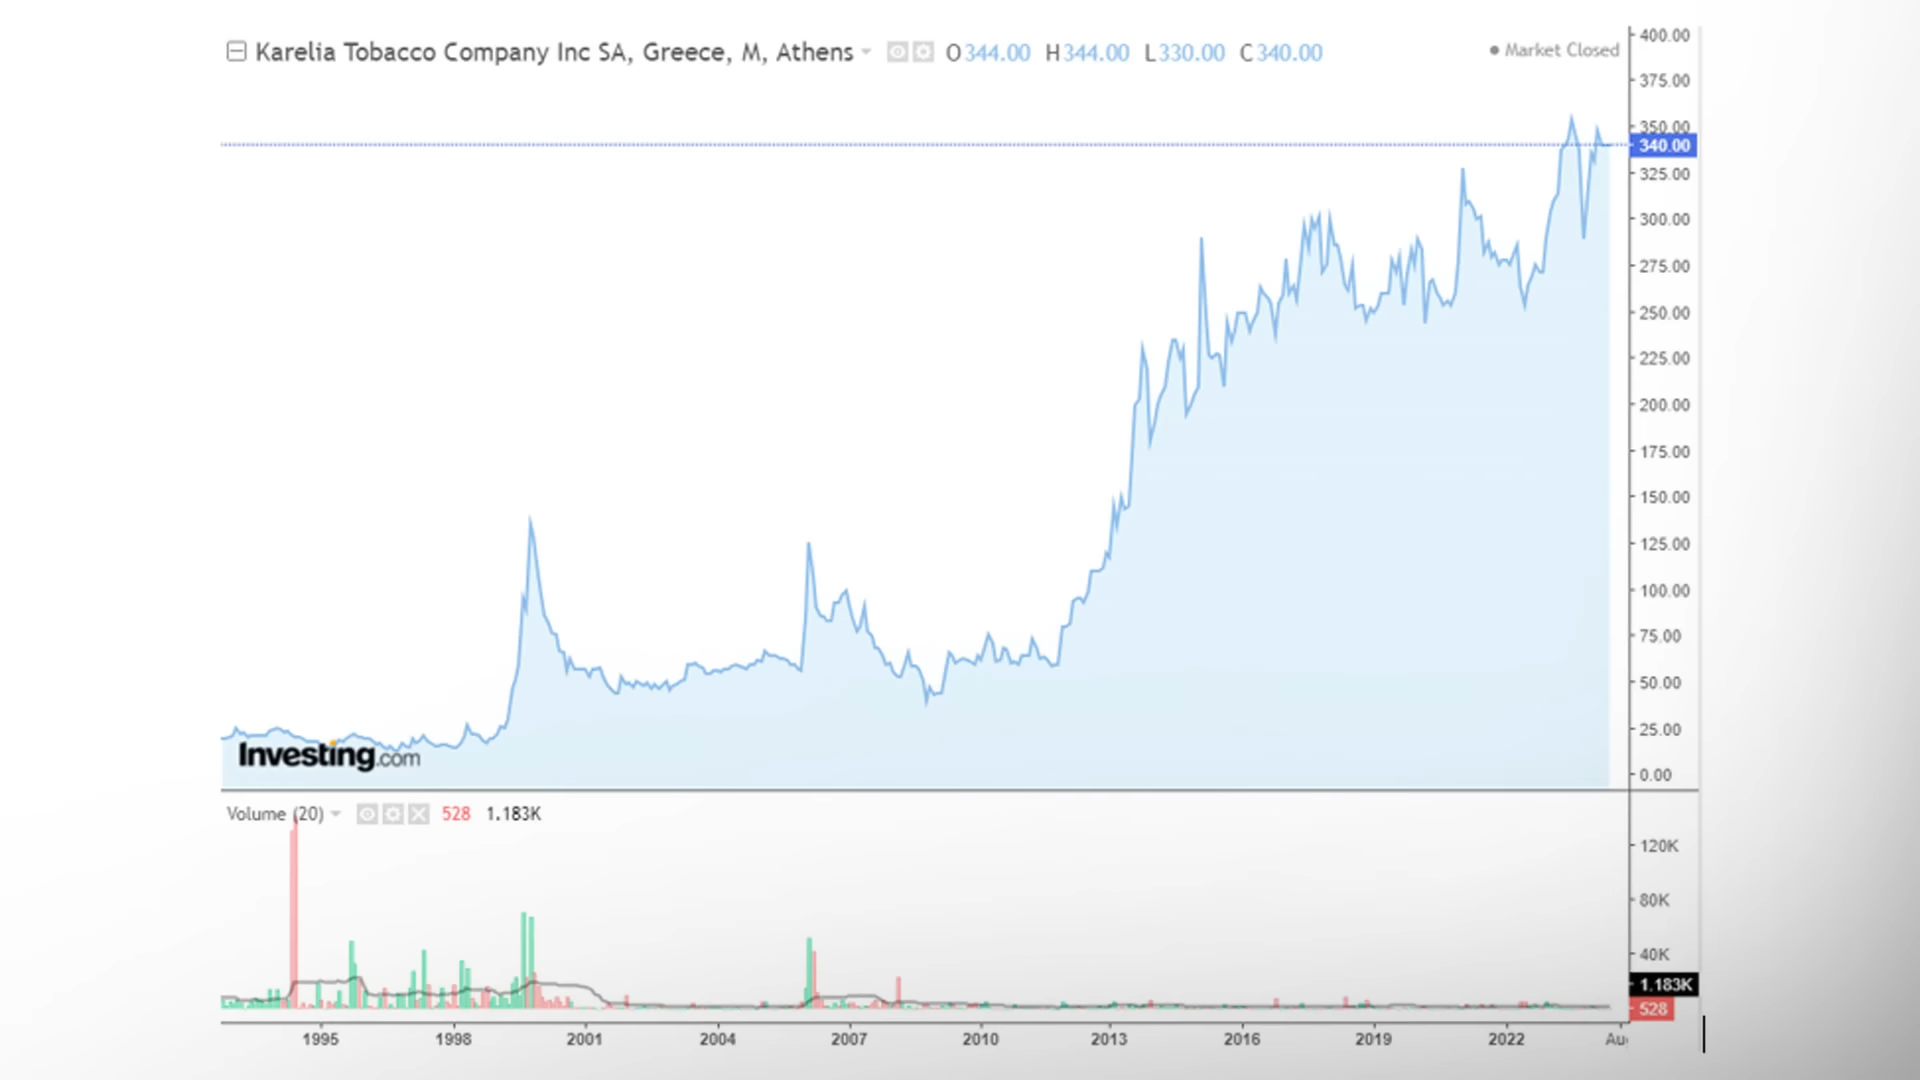 Karelia Tobacco Company Inc SA, Greece, M, Athens O344.00 H344.00 L330.00 C340.00
Market Closed
400.00
375.00
350.00
340.00
325.00
300.00
275.00
250.00
225.00
200.00
175.00
150.00
125.00
100.00
75.00
50.00
25.00
0.00
Investing.com
Volume (20) 528 1.183K
120K
80K
40K
1.183K
528
1995 1998 2001 2004 2007 2010 2013 2016 2019 2022